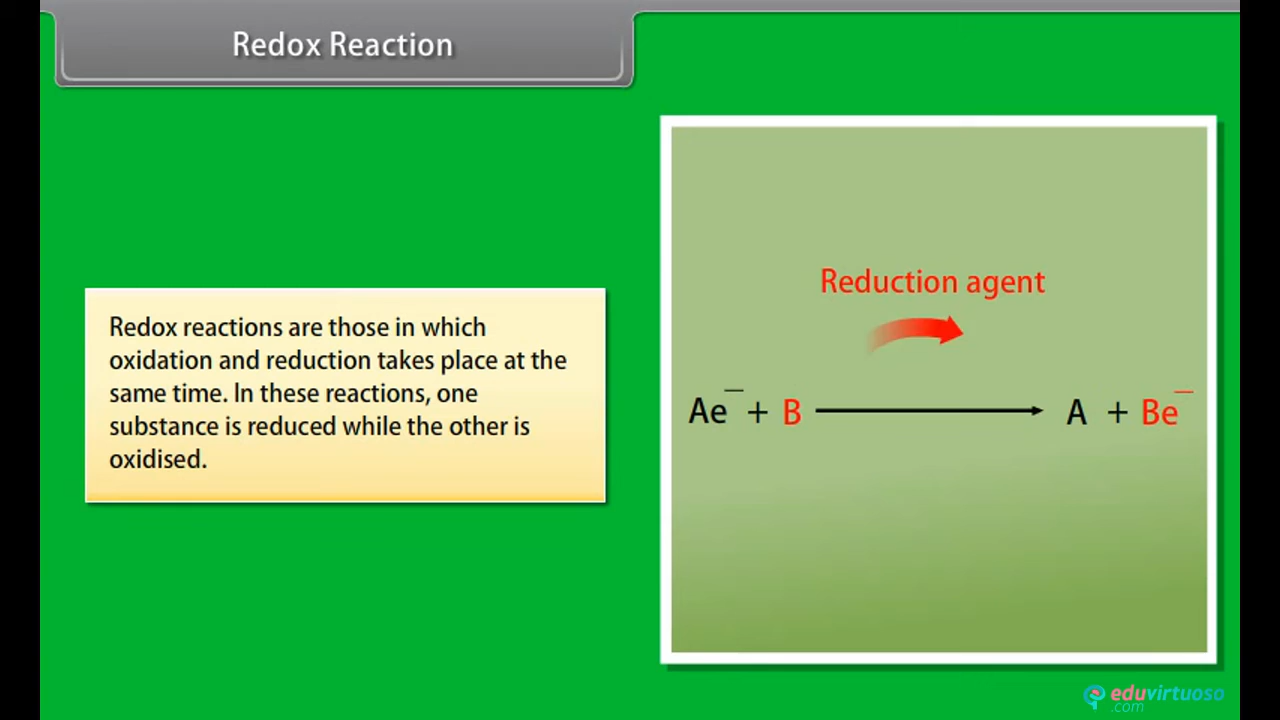 Redox Reaction
Redox reactions are those in which
oxidation and reduction takes place at the
same time. In these reactions, one
substance is reduced while the other is
oxidised.
Reduction agent
Ae⁻ + B ⟶ A + Be⁻
eduvirtuoso
.com